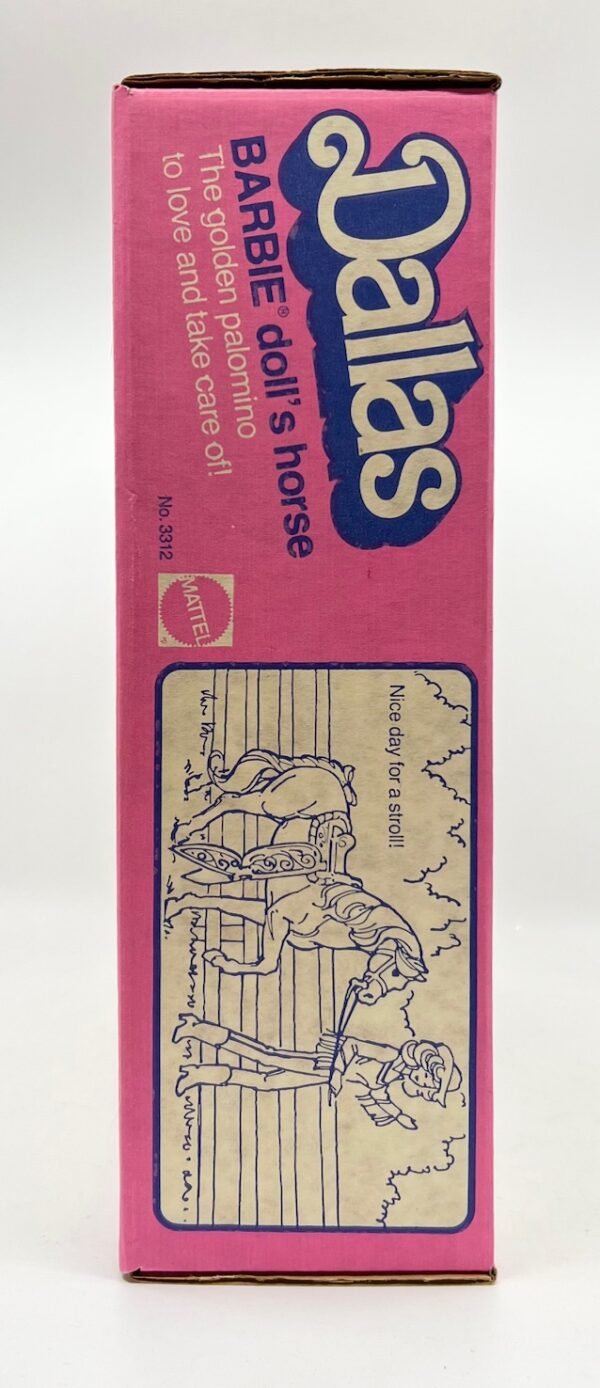 Dallas
BARBIE® doll's horse
The golden palomino
to love and take care of!
No. 3312
MATTEL
Nice day for a stroll!